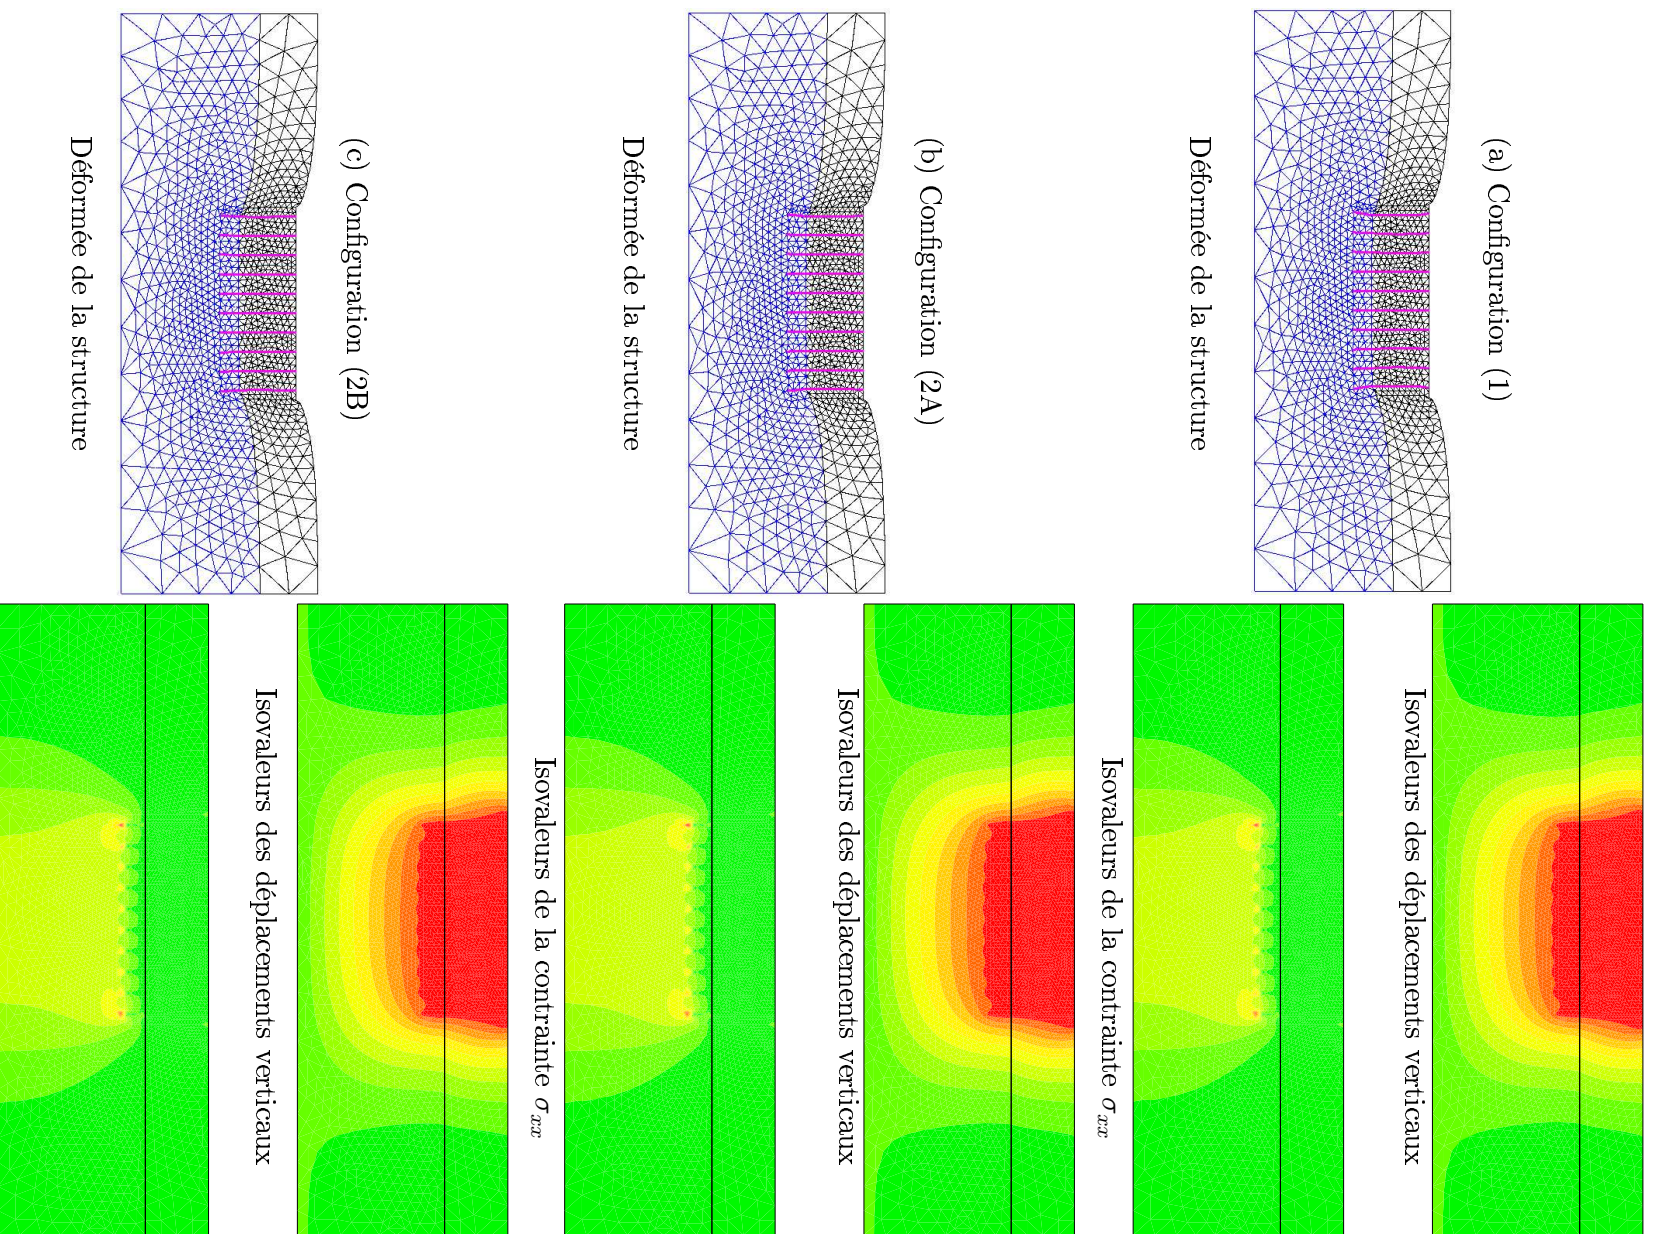 (a) Configuration (1)
Isovaleurs des déplacements verticaux
Déformée de la structure
Isovaleurs de la contrainte σxx
(b) Configuration (2A)
Isovaleurs des déplacements verticaux
Déformée de la structure
Isovaleurs de la contrainte σxx
(c) Configuration (2B)
Isovaleurs des déplacements verticaux
Déformée de la structure